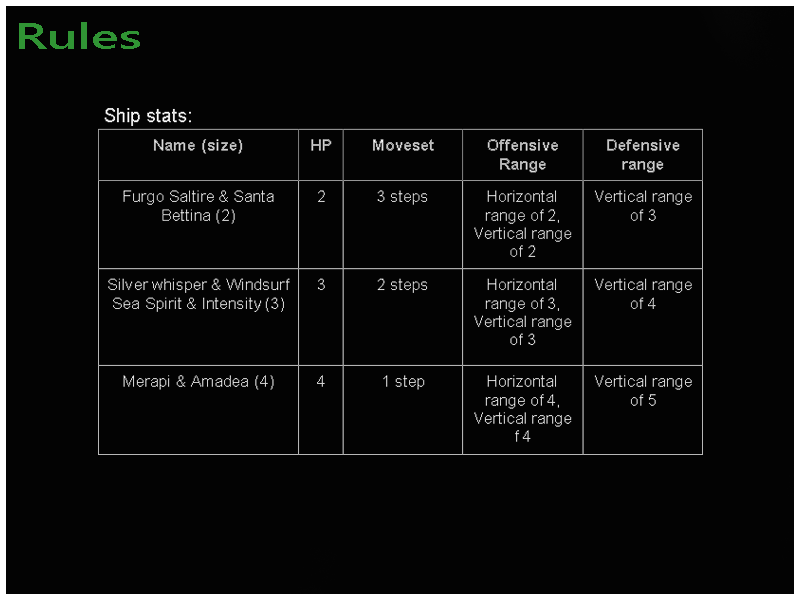 Rules
Ship stats:
Name (size)
HP
Moveset
Offensive
Range
Defensive
range
Furgo Saltire & Santa
Bettina (2)
2
3 steps
Horizontal
range of 2,
Vertical range
of 2
Vertical range
of 3
Silver whisper & Windsurf
Sea Spirit & Intensity (3)
3
2 steps
Horizontal
range of 3,
Vertical range
of 3
Vertical range
of 4
Merapi & Amadea (4)
4
1 step
Horizontal
range of 4,
Vertical range
f 4
Vertical range
of 5